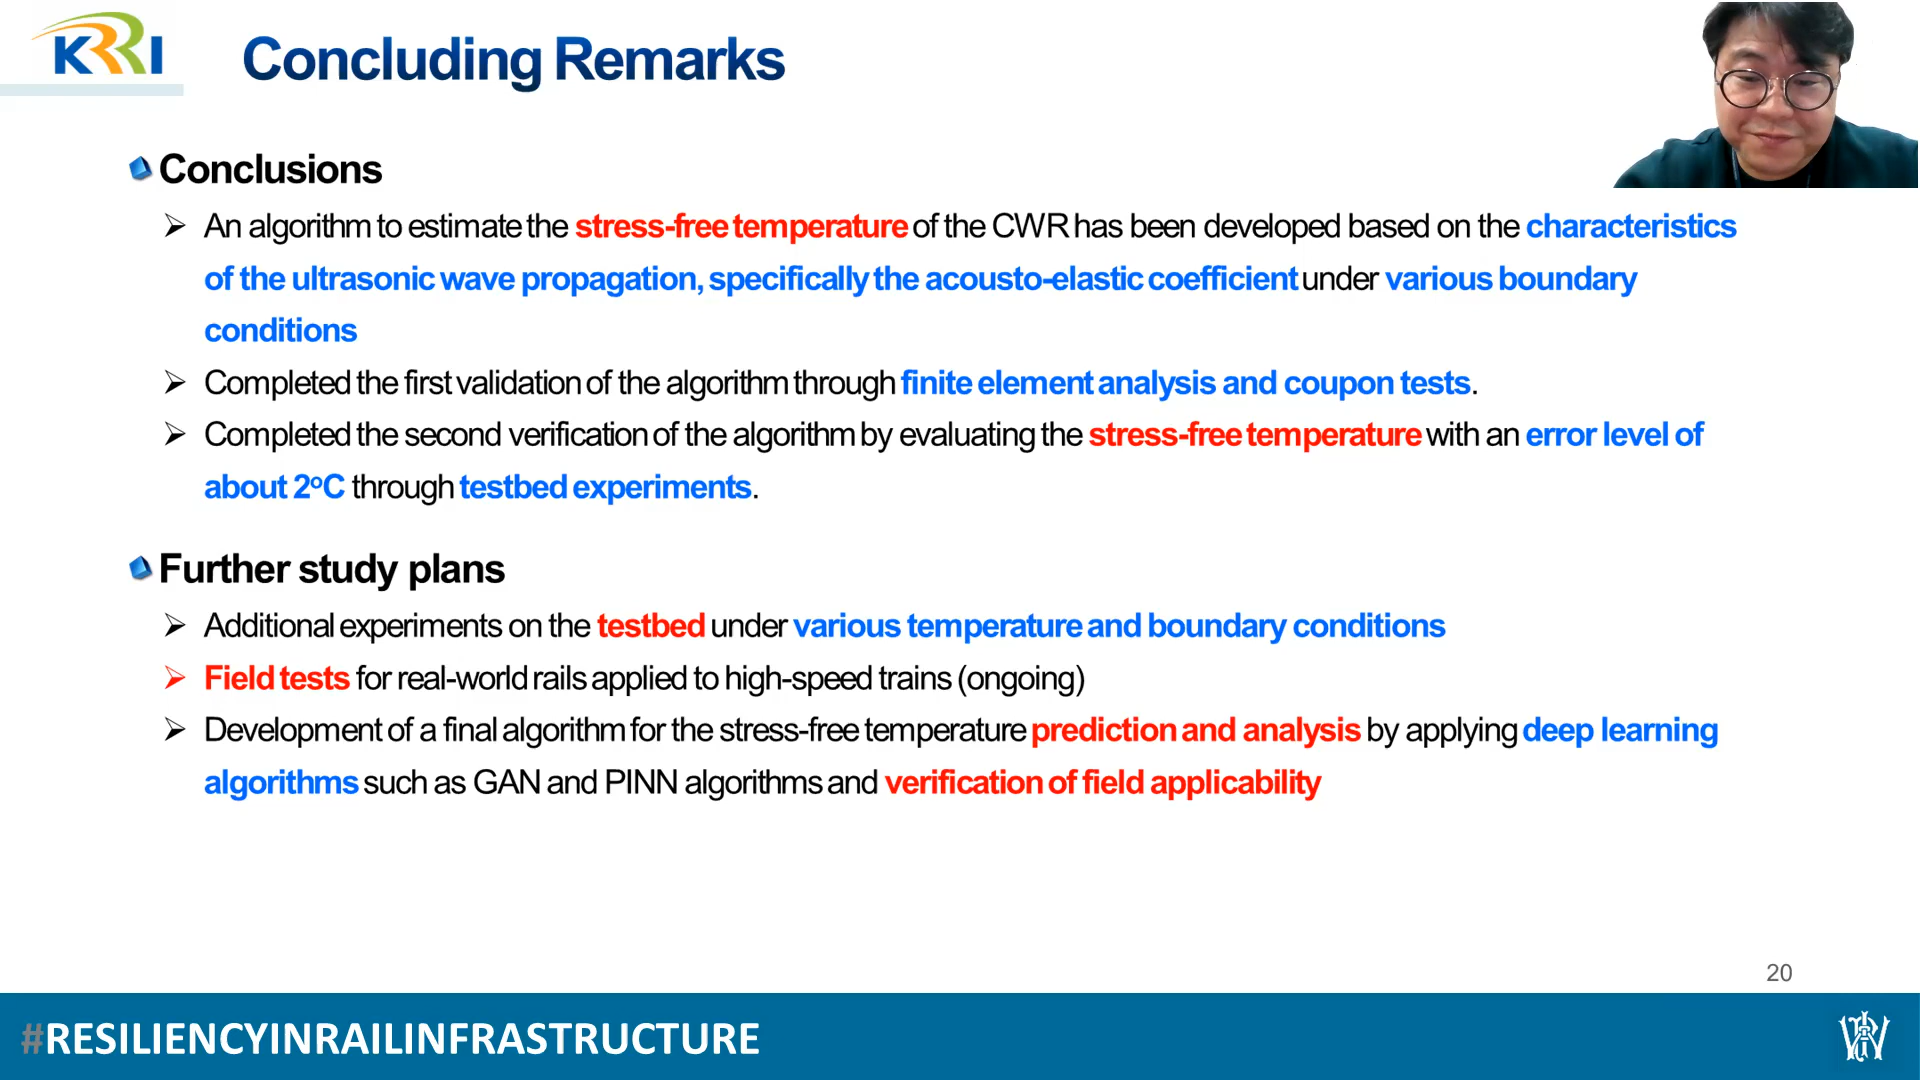 KRRI
Concluding Remarks
Conclusions
An algorithm to estimate the stress-free temperature of the CWR has been developed based on the characteristics
of the ultrasonic wave propagation, specifically the acousto-elastic coefficient under various boundary
conditions
Completed the first validation of the algorithm through finite element analysis and coupon tests.
Completed the second verification of the algorithm by evaluating the stress-free temperature with an error level of
about 2°C through testbed experiments.
Further study plans
Additional experiments on the testbed under various temperature and boundary conditions
Field tests for real-world rails applied to high-speed trains (ongoing)
Development of a final algorithm for the stress-free temperature prediction and analysis by applying deep learning
algorithms such as GAN and PINN algorithms and verification of field applicability
20
#RESILIENCYINRAILINFRASTRUCTURE